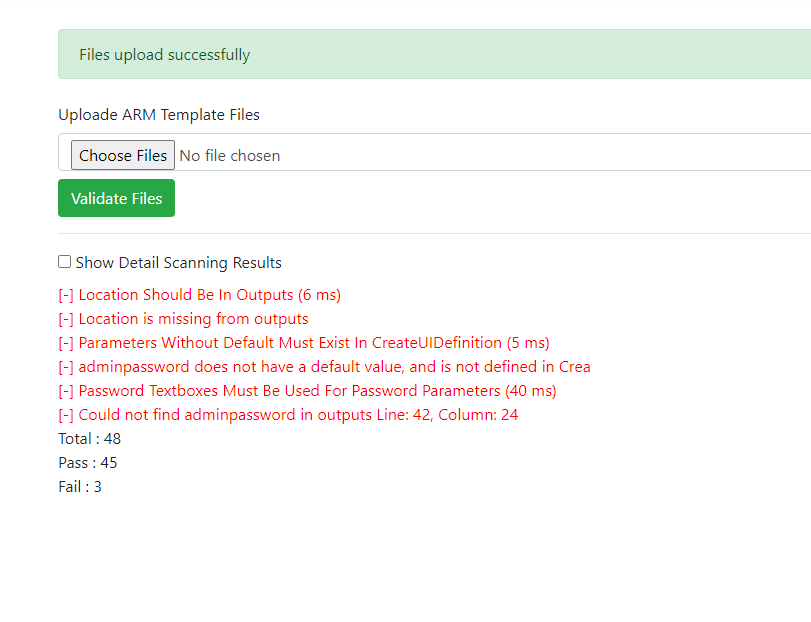 Files upload successfully
Uploade ARM Template Files
Choose Files No file chosen
Validate Files
Show Detail Scanning Results
[-] Location Should Be In Outputs (6 ms)
[-] Location is missing from outputs
[-] Parameters Without Default Must Exist In CreateUIDefinition (5 ms)
[-] adminpassword does not have a default value, and is not defined in Crea
[-] Password Textboxes Must Be Used For Password Parameters (40 ms)
[-] Could not find adminpassword in outputs Line: 42, Column: 24
Total : 48
Pass : 45
Fail : 3